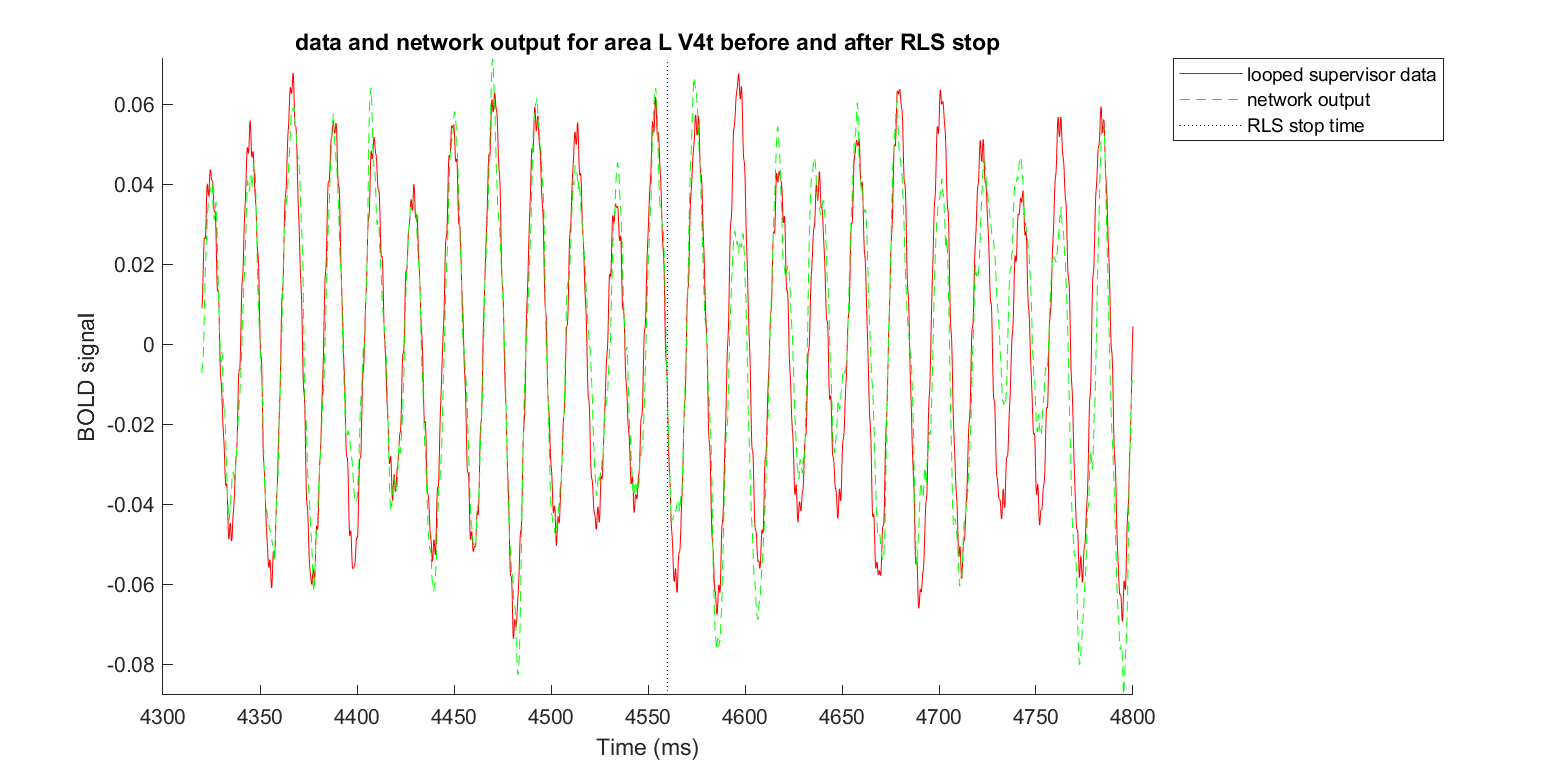 data and network output for area L V4t before and after RLS stop
looped supervisor data
network output
RLS stop time
0.06
0.04
0.02
0
-0.02
-0.04
-0.06
-0.08
BOLD signal
4300 4350 4400 4450 4500 4550 4600 4650 4700 4750 4800
Time (ms)